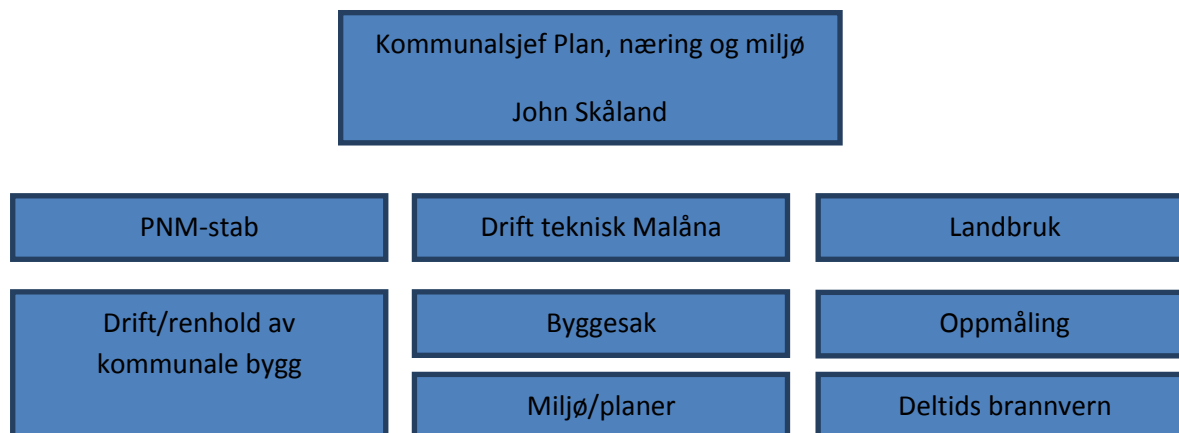 Kommunalsjef Plan, næring og miljø
John Skåland
PNM-stab
Drift teknisk Malåna
Landbruk
Drift/renhold av
kommunale bygg
Byggesak
Oppmåling
Miljø/planer
Deltids brannvern